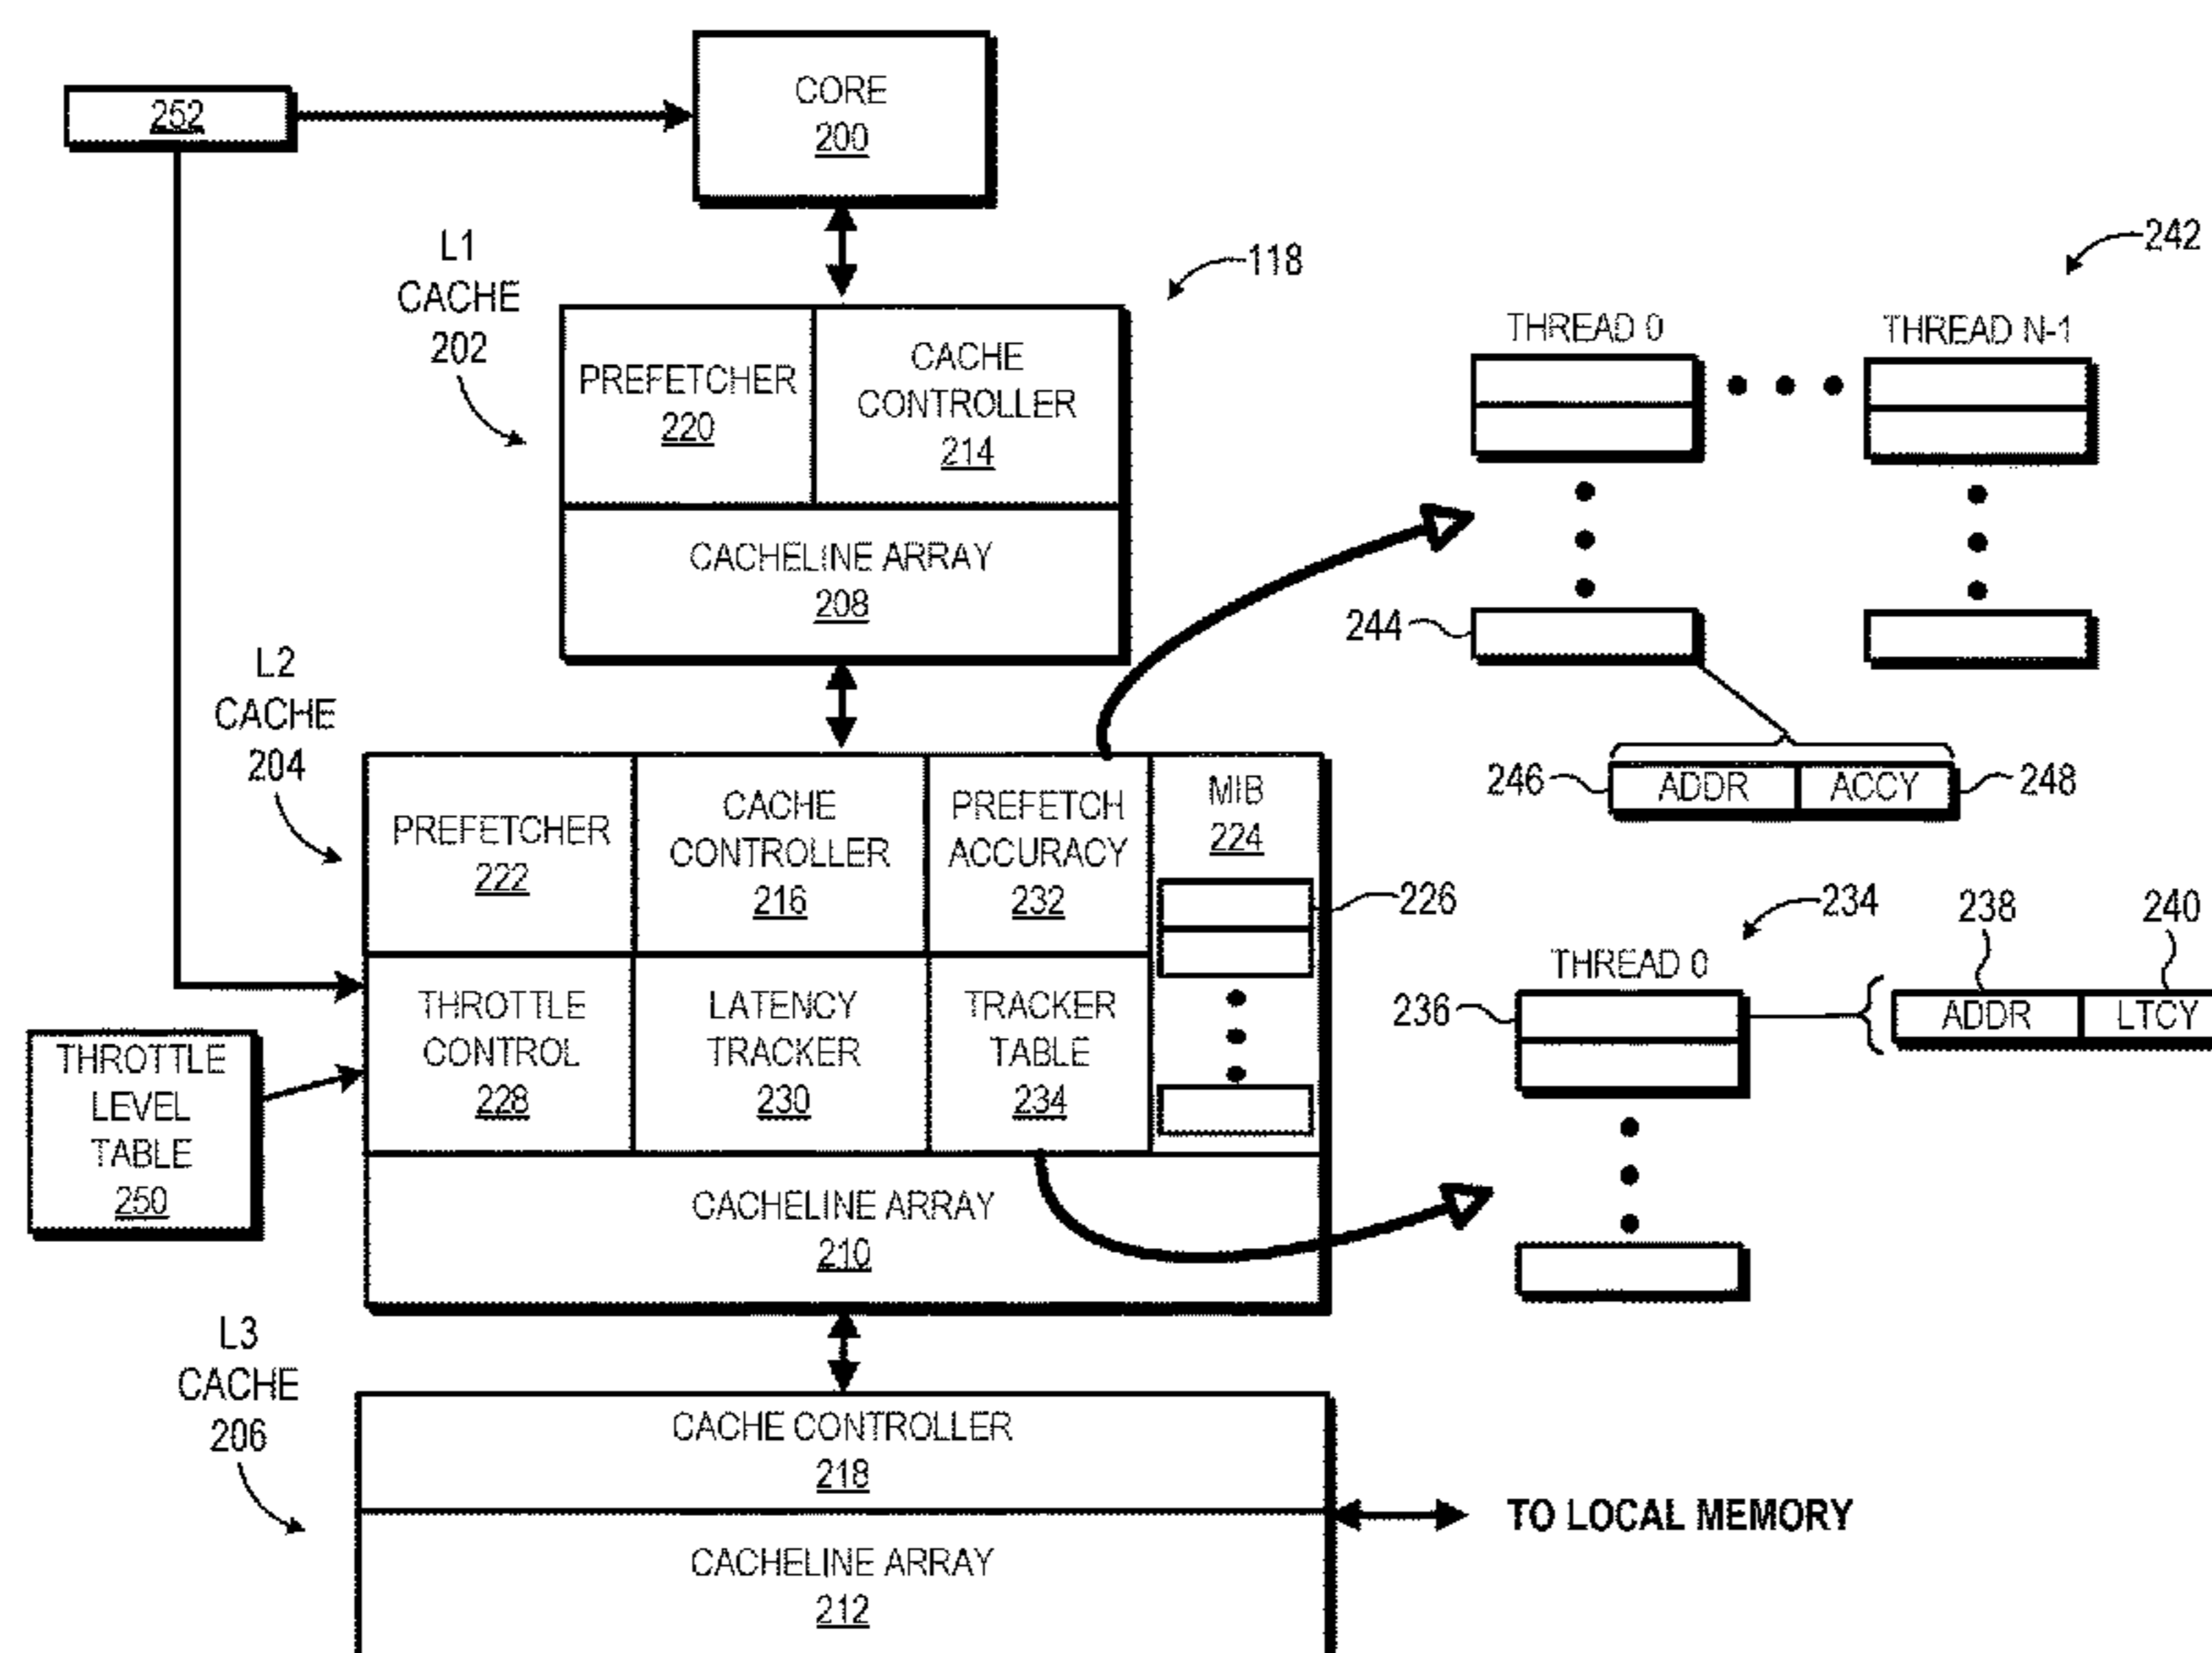 252
CORE
200
L1
CACHE
202
118
242
PREFETCHER
220
CACHE
CONTROLLER
214
CACHELINE ARRAY
208
THREAD 0
THREAD N-1
244
246
ADDR
ACCY
248
L2
CACHE
204
PREFETCHER
222
CACHE
CONTROLLER
216
PREFETCH
ACCURACY
232
MIB
224
226
THROTTLE
CONTROL
228
LATENCY
TRACKER
230
TRACKER
TABLE
234
CACHELINE ARRAY
210
THROTTLE
LEVEL
TABLE
250
234
238
240
THREAD 0
236
ADDR
LTCY
L3
CACHE
206
CACHE CONTROLLER
218
CACHELINE ARRAY
212
TO LOCAL MEMORY